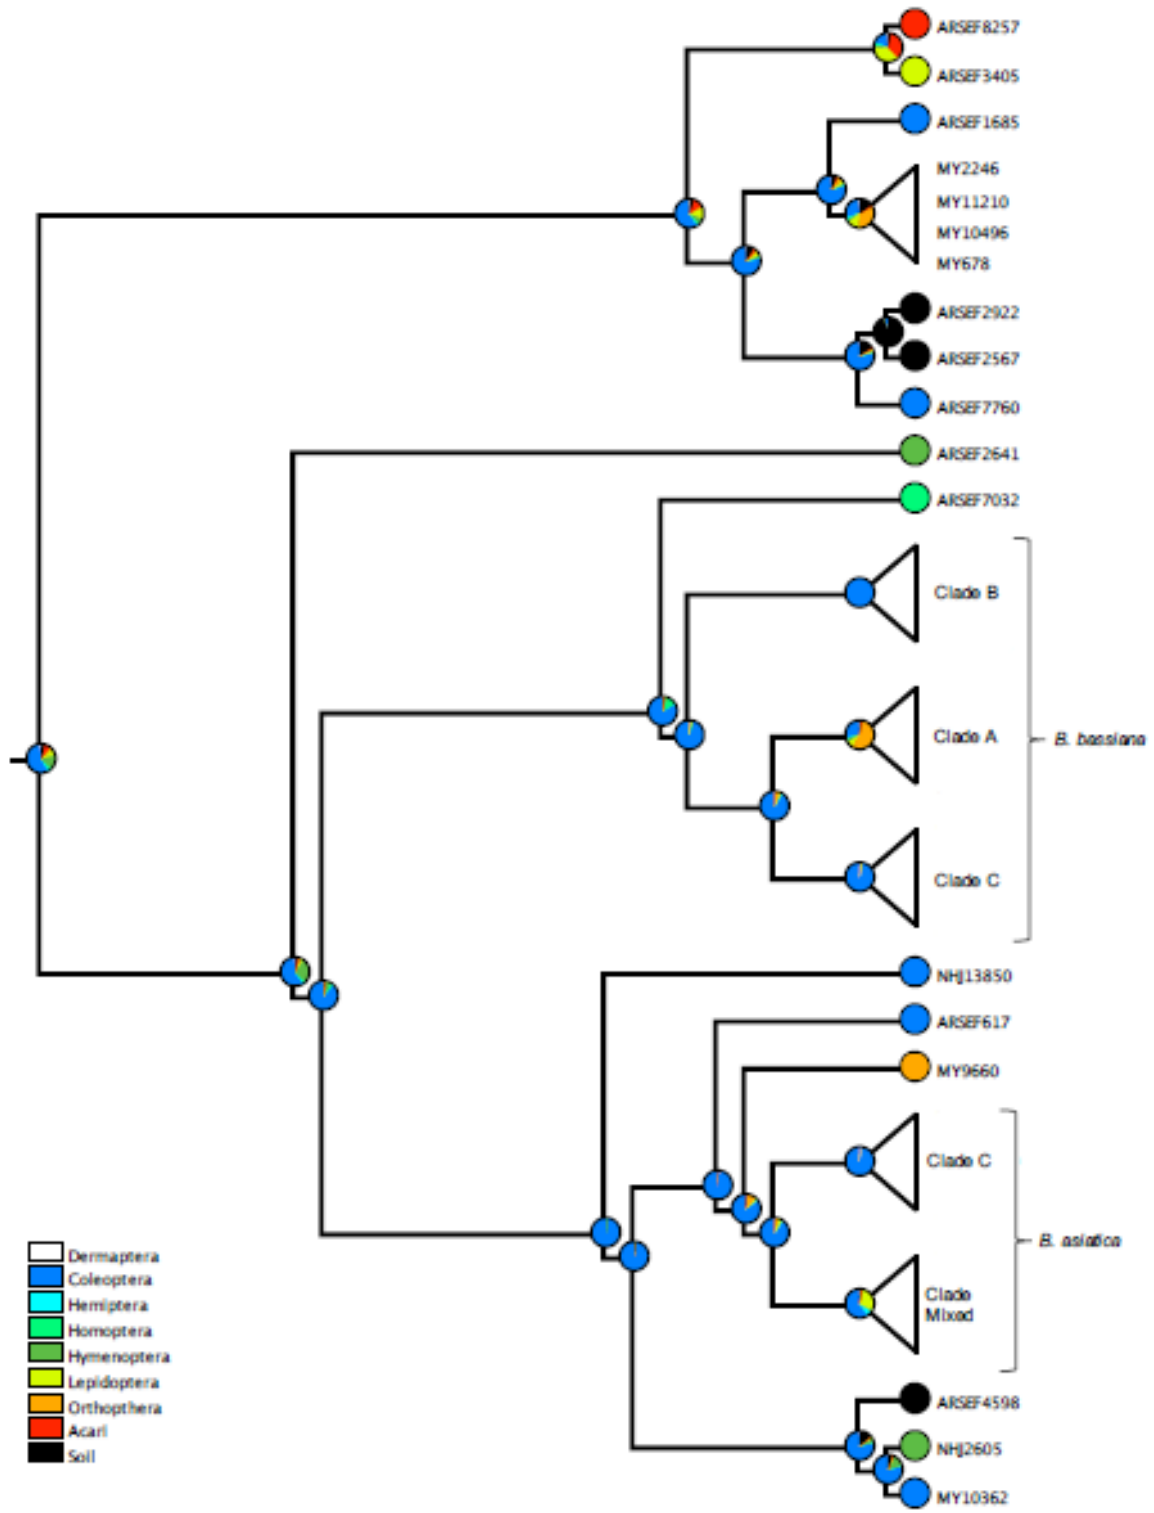 ARSEF8257
ARSEF3405
ARSEF1685
MY2246
MY11210
MY10496
MY678
ARSEF2922
ARSEF2567
ARSEF7760
ARSEF2641
ARSEF7032
Clade B
Clade A
B. bassiana
Clade C
NHJ13850
ARSEF617
MY9660
Clade C
B. asiatica
Clade
Mixed
ARSEF4598
NHJ2605
MY10362
Dermaptera
Coleoptera
Hemiptera
Homoptera
Hymenoptera
Lepidoptera
Orthopthera
Acari
Soil